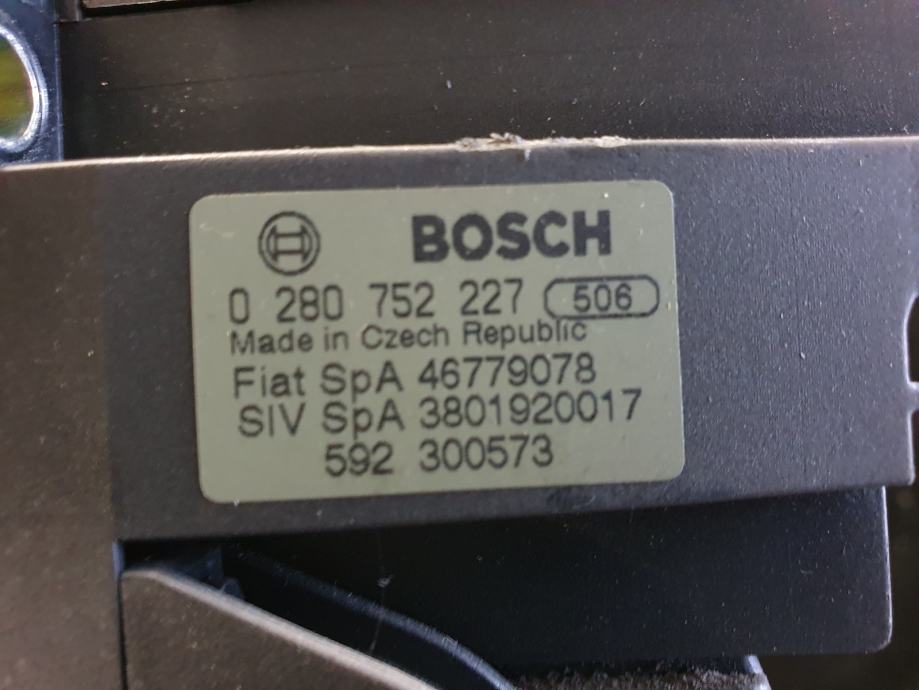 BOSCH
0 280 752 227 506
Made in Czech Republic
Fiat SpA 46779078
SIV SpA 3801920017
592 300573